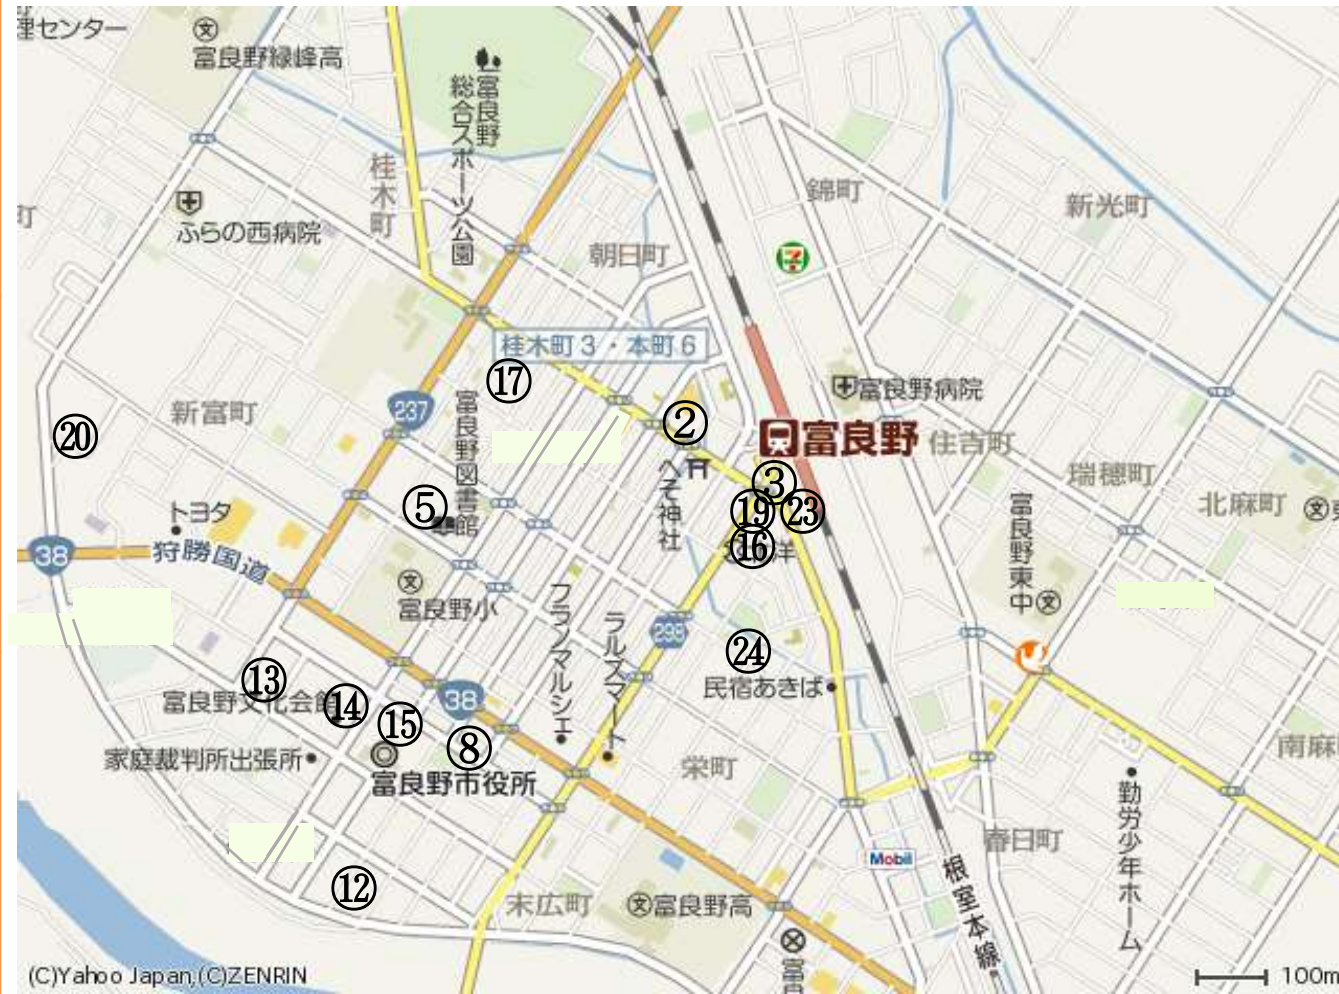 理センター
富良野緑峰高
富良野
総合スポーツ公園
桂木町
ふらの西病院
町
朝日町
錦町
新光町
桂木町3・本町6
⑰
237
富良野図書館
新富町
⑳
②
富良野病院
富良野
住吉町
瑞穂町
北麻町
へそ神社
③
⑲
㉓
⑯
洋
⑤
トヨタ
38
狩勝国道
富良野小
富良野東中
フランマルシェ
ラルズマート
298
㉔
民宿あきば
⑬
富良野文化会館
⑭
⑮
38
⑧
家庭裁判所出張所
富良野市役所
栄町
南麻
勤労少年ホーム
春日町
Mobil
根室本線
⑫
末広町
富良野高
富
(C)Yahoo Japan,(C)ZENRIN
100m